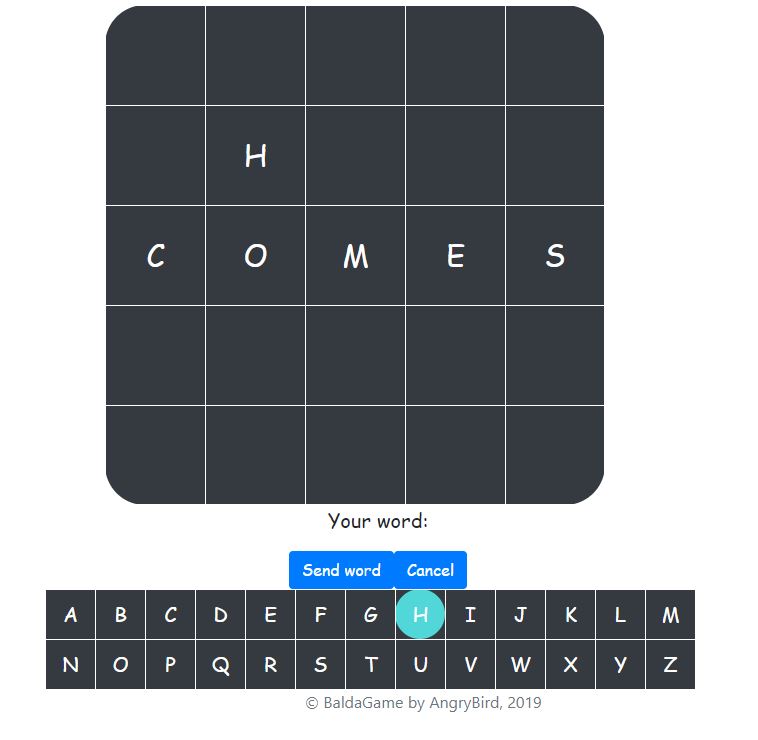 H
C O M E S
Your word:
Send word Cancel
A B C D E F G H I J K L M
N O P Q R S T U V W X Y Z
© BaldaGame by AngryBird, 2019